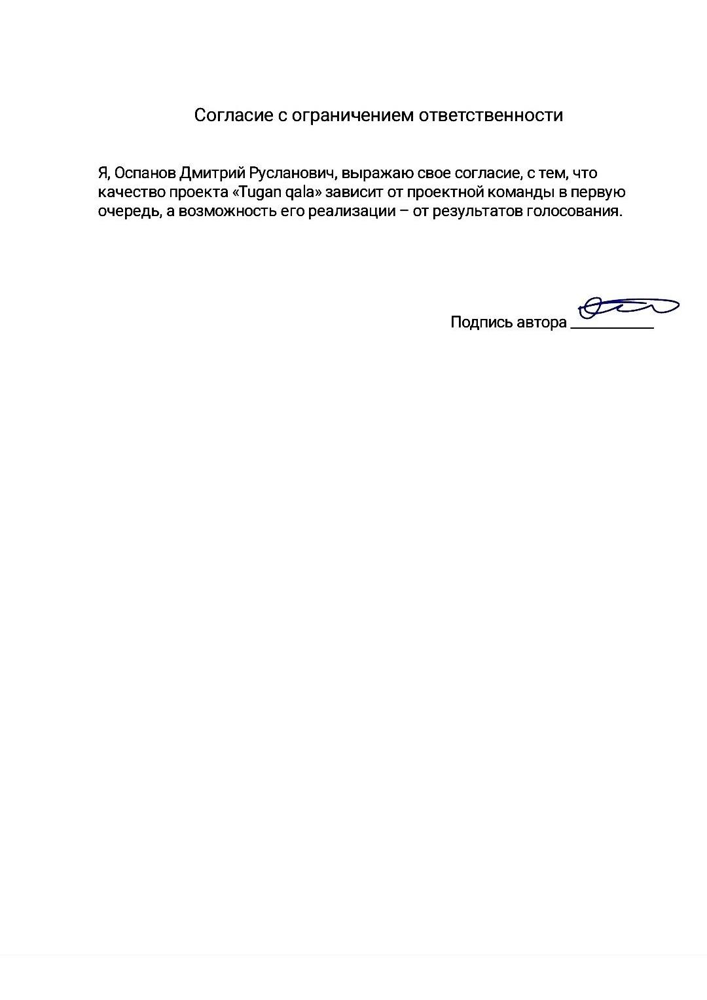 Согласие с ограничением ответственности
Я, Оспанов Дмитрий Русланович, выражаю свое согласие, с тем, что
качество проекта «Tugan qala» зависит от проектной команды в первую
очередь, а возможность его реализации – от результатов голосования.
Подпись автора ___________